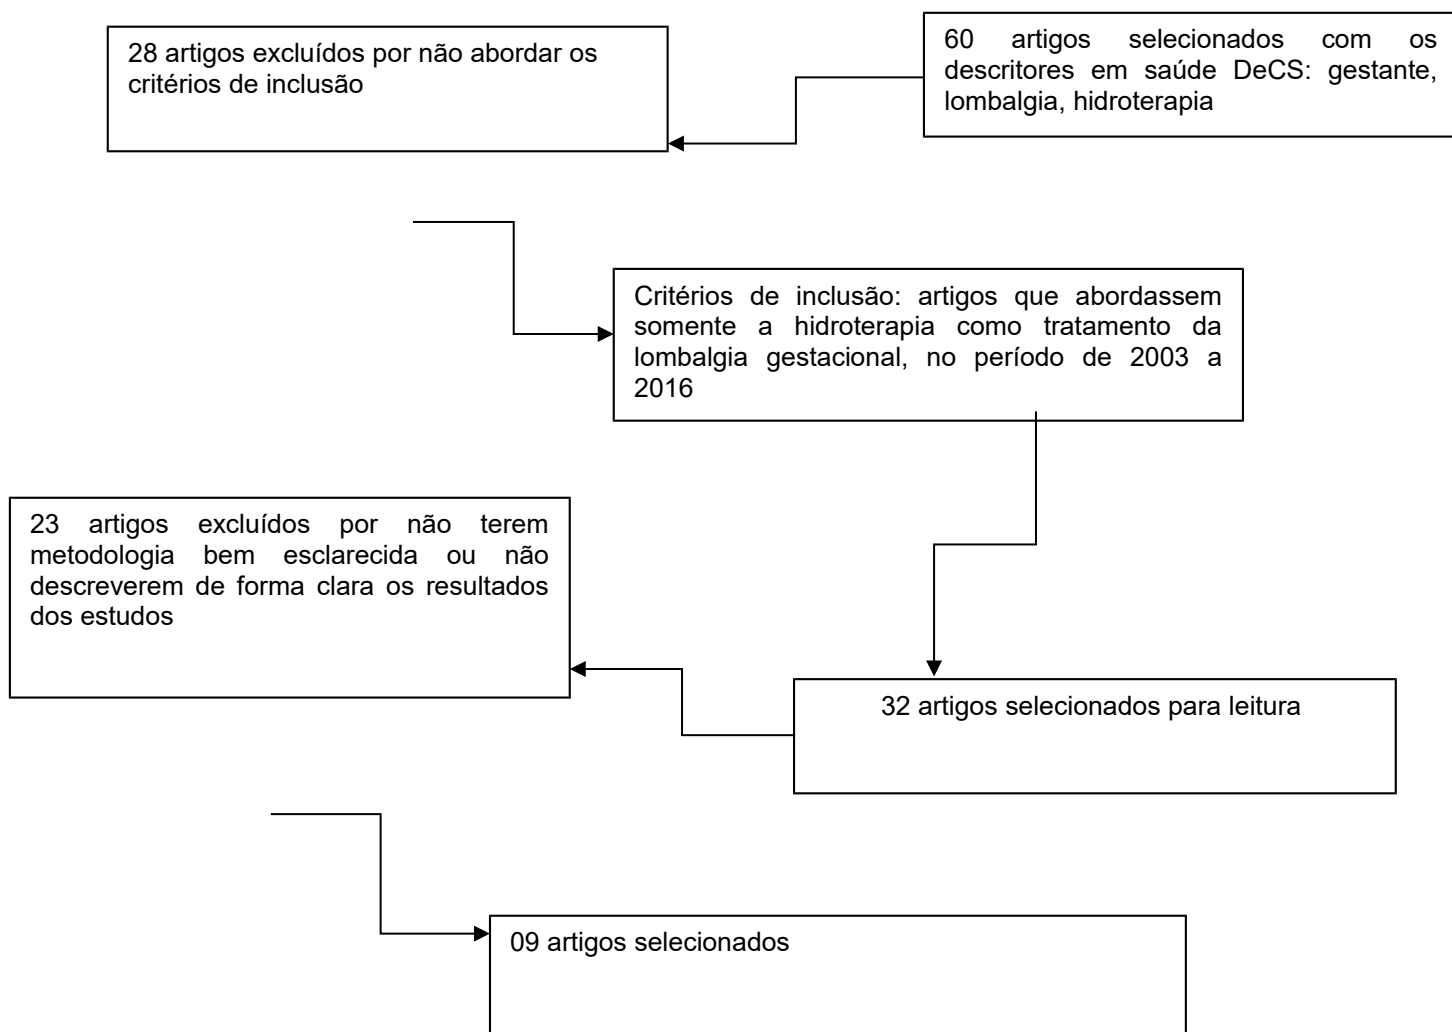 28 artigos excluídos por não abordar os
critérios de inclusão
60 artigos selecionados com os
descritores em saúde DeCS: gestante,
lombalgia, hidroterapia
Critérios de inclusão: artigos que abordassem
somente a hidroterapia como tratamento da
lombalgia gestacional, no período de 2003 a
2016
23 artigos excluídos por não terem
metodologia bem esclarecida ou não
descreverem de forma clara os resultados
dos estudos
32 artigos selecionados para leitura
09 artigos selecionados